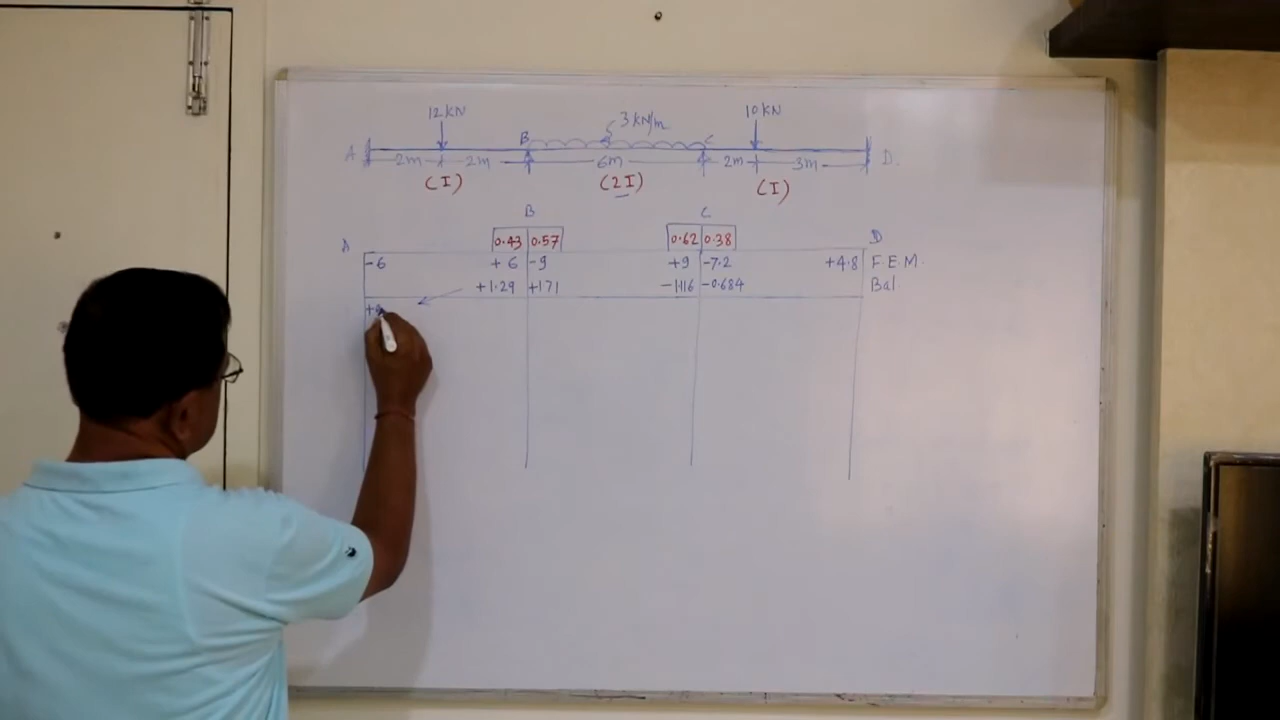 12 kN 3 kN/m 10 kN
A B C D.
2m 2m 6m 2m 3m
(I) (2I) (I)
B C
A 0.43 0.57 0.62 0.38 D
-6 +6 -9 +9 -7.2 +4.8 F.E.M.
+1.29 +1.71 -1.116 -0.684 Bal.